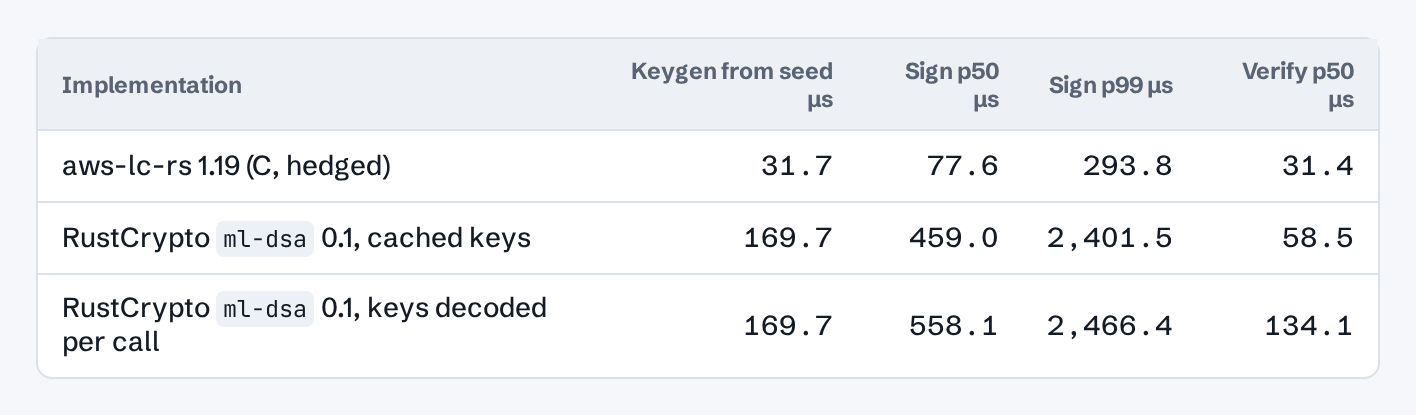 Implementation Keygen from seed µs Sign p50 µs Sign p99 µs Verify p50 µs
aws-lc-rs 1.19 (C, hedged) 31.7 77.6 293.8 31.4
RustCrypto ml-dsa 0.1, cached keys 169.7 459.0 2,401.5 58.5
RustCrypto ml-dsa 0.1, keys decoded
per call 169.7 558.1 2,466.4 134.1